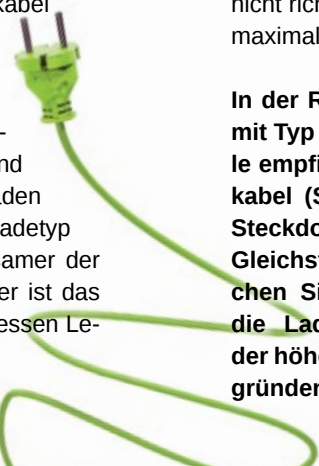 kabel
-
nd
den
adetyp
amer der
er ist das
essen Le-
nicht rich
maximal
In der R
mit Typ
le empfi
kabel (S
Steckdo
Gleichst
chen Si
die Lad
der höhe
gründen